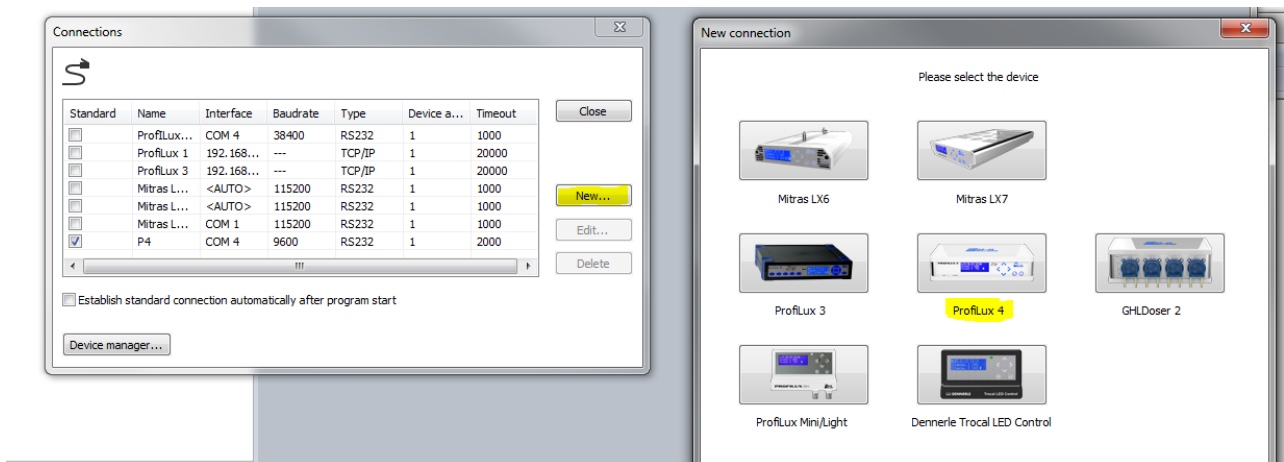 Connections
Standard Name Interface Baudrate Type Device a... Timeout
ProfILux... COM 4 38400 RS232 1 1000
ProfiLux 1 192.168... --- TCP/IP 1 20000
ProfiLux 3 192.168... --- TCP/IP 1 20000
Mitras L... <AUTO> 115200 RS232 1 1000
Mitras L... <AUTO> 115200 RS232 1 1000
Mitras L... COM 1 115200 RS232 1 1000
P4 COM 4 9600 RS232 1 2000
Close
New...
Edit...
Delete
Establish standard connection automatically after program start
Device manager...
New connection
Please select the device
Mitras LX6
Mitras LX7
ProfiLux 3
ProfiLux 4
GHLDoser 2
ProfiLux Mini/Light
Dennerle Trocal LED Control